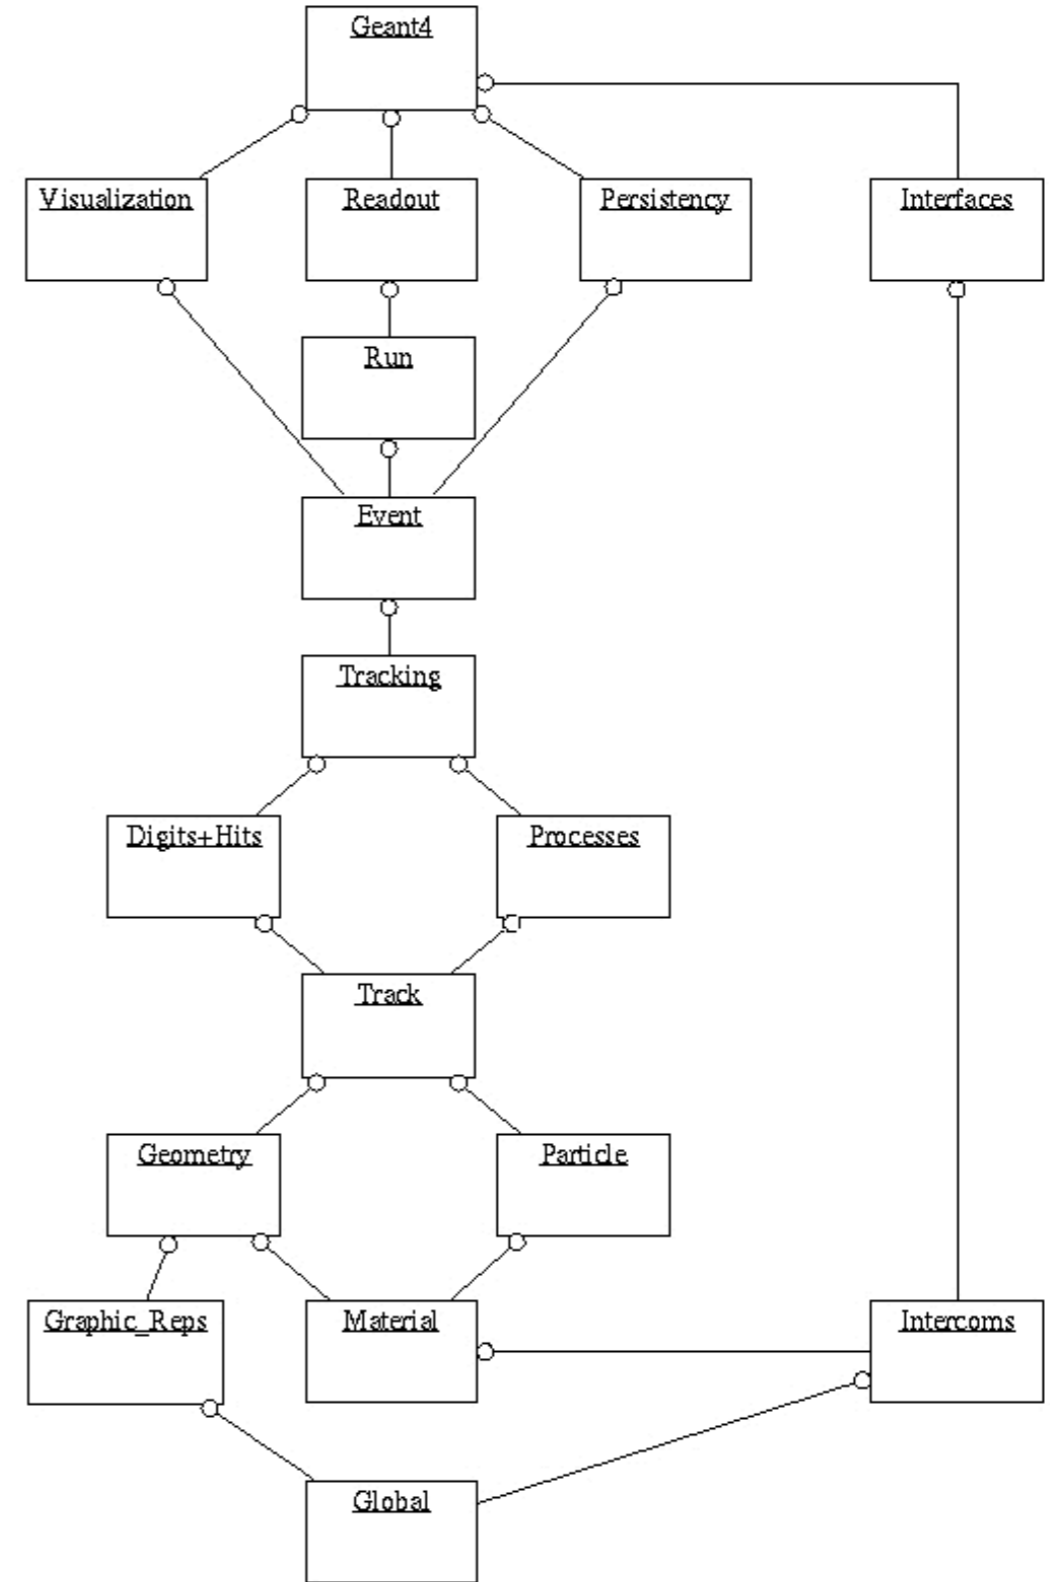 Geant4
Visualization
Readout
Persistency
Interfaces
Run
Event
Tracking
Digits+Hits
Processes
Track
Geometry
Particle
Graphic_Reps
Material
Intercoms
Global